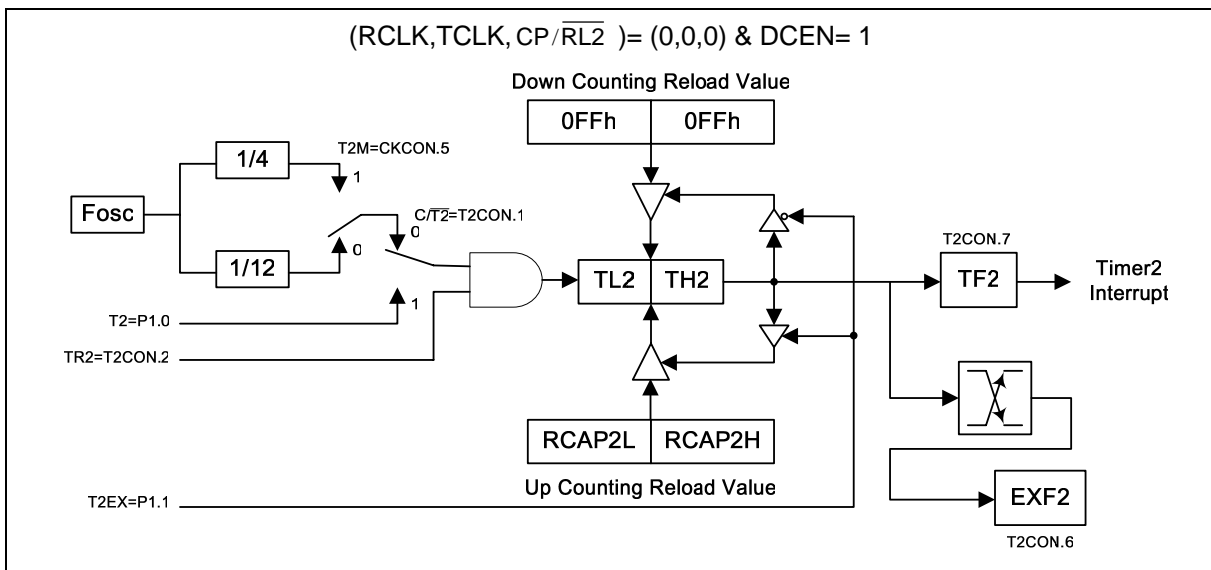 (RCLK,TCLK, CP/R̅L̅2̅ )= (0,0,0) & DCEN= 1
Down Counting Reload Value
0FFh 0FFh
1/4
T2M=CKCON.5
1
Fosc
C/T̅2̅=T2CON.1
0
0
1/12
1
T2=P1.0
TR2=T2CON.2
TL2 TH2
T2CON.7
TF2
Timer2
Interrupt
RCAP2L RCAP2H
Up Counting Reload Value
T2EX=P1.1
EXF2
T2CON.6